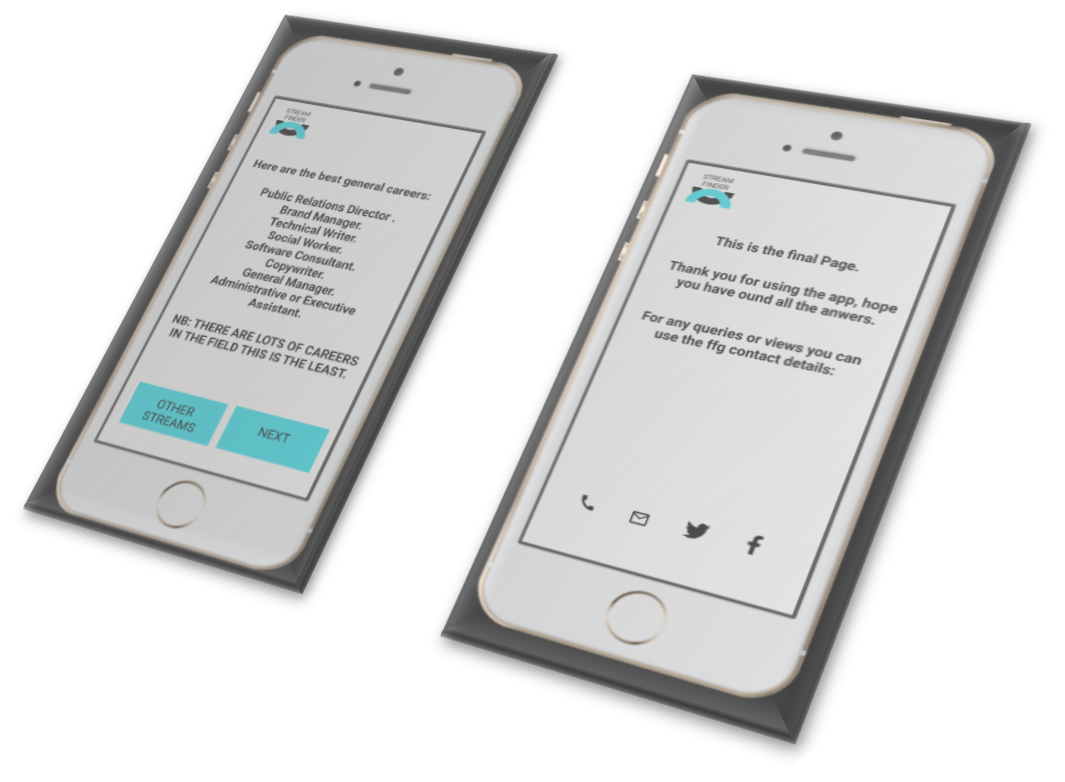 STREAM
FINDER
Here are the best general careers:
Public Relations Director .
Brand Manager.
Technical Writer.
Social Worker.
Software Consultant.
Copywriter.
General Manager.
Administrative or Executive
Assistant.
NB: THERE ARE LOTS OF CAREERS
IN THE FIELD THIS IS THE LEAST.
OTHER
STREAMS
NEXT
STREAM
FINDER
This is the final Page.
Thank you for using the app, hope
you have ound all the anwers.
For any queries or views you can
use the ffg contact details: